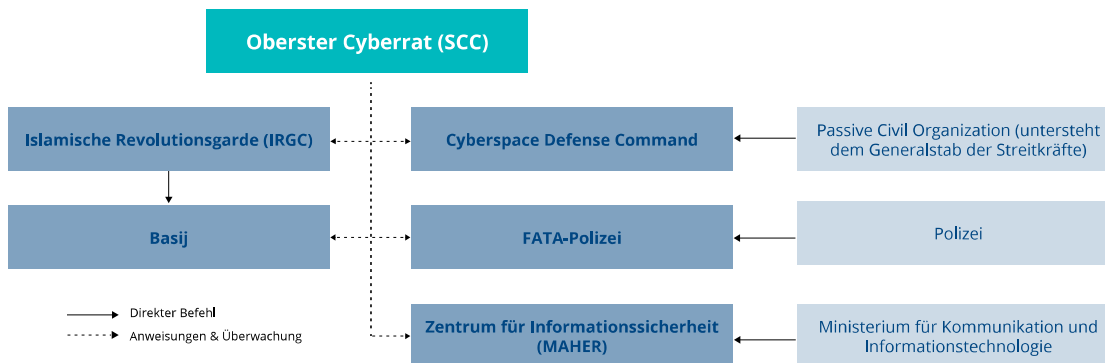 Oberster Cyberrat (SCC)
Islamische Revolutionsgarde (IRGC)
Cyberspace Defense Command
Passive Civil Organization (untersteht
dem Generalstab der Streitkräfte)
Basij
FATA-Polizei
Polizei
Direkter Befehl
Anweisungen & Überwachung
Zentrum für Informationssicherheit
(MAHER)
Ministerium für Kommunikation und
Informationstechnologie